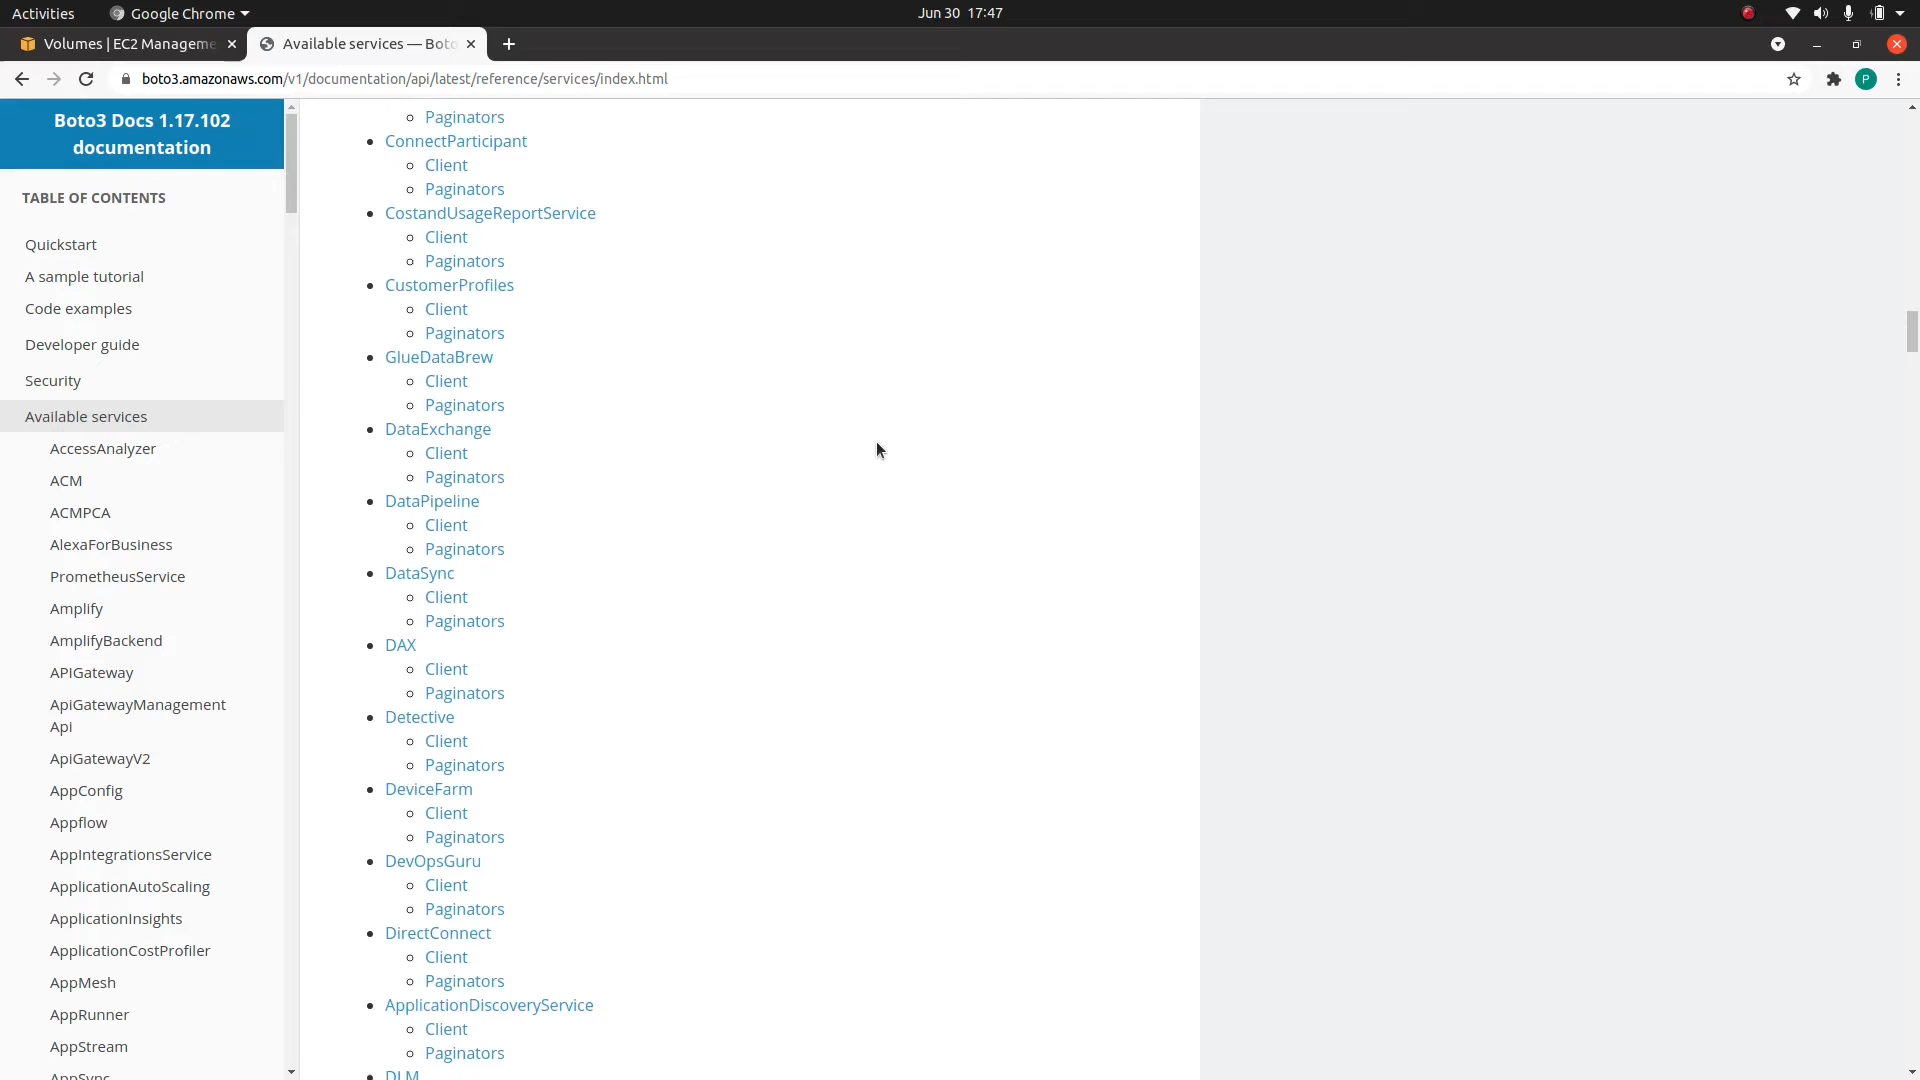 Activities
Google Chrome
Jun 30 17:47
Volumes | EC2 Manageme
Available services — Boto
boto3.amazonaws.com/v1/documentation/api/latest/reference/services/index.html
P
Boto3 Docs 1.17.102
documentation
TABLE OF CONTENTS
Quickstart
A sample tutorial
Code examples
Developer guide
Security
Available services
AccessAnalyzer
ACM
ACMPCA
AlexaForBusiness
PrometheusService
Amplify
AmplifyBackend
APIGateway
ApiGatewayManagement
Api
ApiGatewayV2
AppConfig
Appflow
AppIntegrationsService
ApplicationAutoScaling
ApplicationInsights
ApplicationCostProfiler
AppMesh
AppRunner
AppStream
AppSync
Paginators
ConnectParticipant
Client
Paginators
CostandUsageReportService
Client
Paginators
CustomerProfiles
Client
Paginators
GlueDataBrew
Client
Paginators
DataExchange
Client
Paginators
DataPipeline
Client
Paginators
DataSync
Client
Paginators
DAX
Client
Paginators
Detective
Client
Paginators
DeviceFarm
Client
Paginators
DevOpsGuru
Client
Paginators
DirectConnect
Client
Paginators
ApplicationDiscoveryService
Client
Paginators
DLM